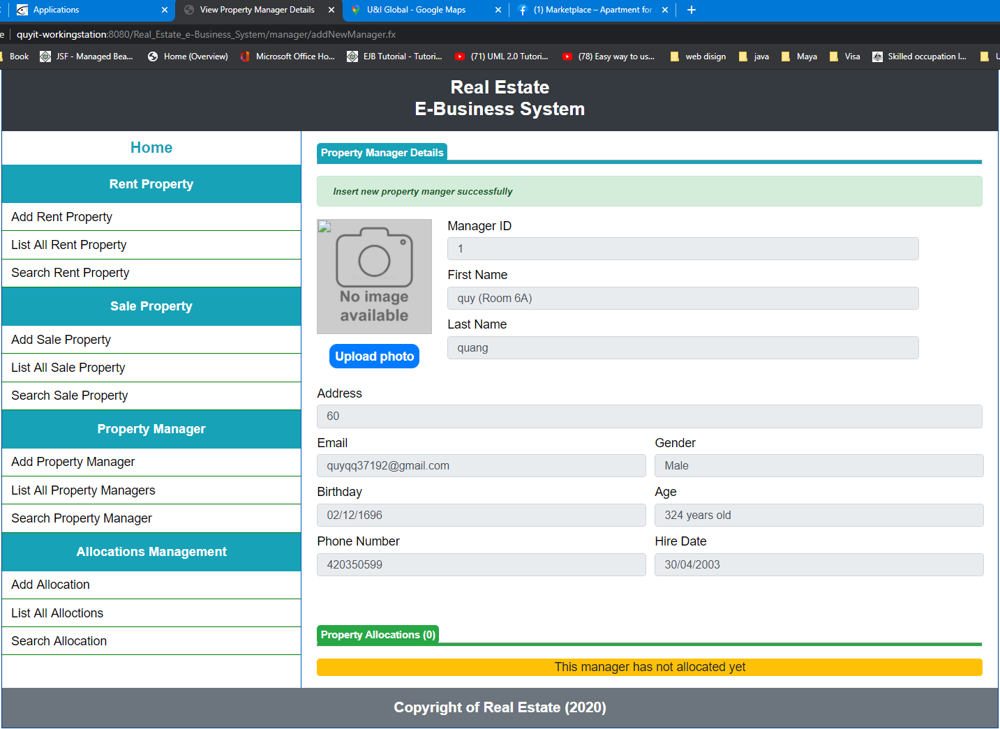 Applications
View Property Manager Details
U&I Global - Google Maps
(1) Marketplace – Apartment for
e quyit-workingstation:8080/Real_Estate_e-Business_System/manager/addNewManager.fx
Book JSF - Managed Bea... Home (Overview) Microsoft Office Ho... EJB Tutorial - Tutori... (71) UML 2.0 Tutori... (78) Easy way to us... web disign java Maya Visa Skilled occupation l... U
Real Estate
E-Business System
Home
Rent Property
Add Rent Property
List All Rent Property
Search Rent Property
Sale Property
Add Sale Property
List All Sale Property
Search Sale Property
Property Manager
Add Property Manager
List All Property Managers
Search Property Manager
Allocations Management
Add Allocation
List All Alloctions
Search Allocation
Property Manager Details
Insert new property manger successfully
No image
available
Upload photo
Manager ID
1
First Name
quy (Room 6A)
Last Name
quang
Address
60
Email
quyqq37192@gmail.com
Gender
Male
Birthday
02/12/1696
Age
324 years old
Phone Number
420350599
Hire Date
30/04/2003
Property Allocations (0)
This manager has not allocated yet
Copyright of Real Estate (2020)